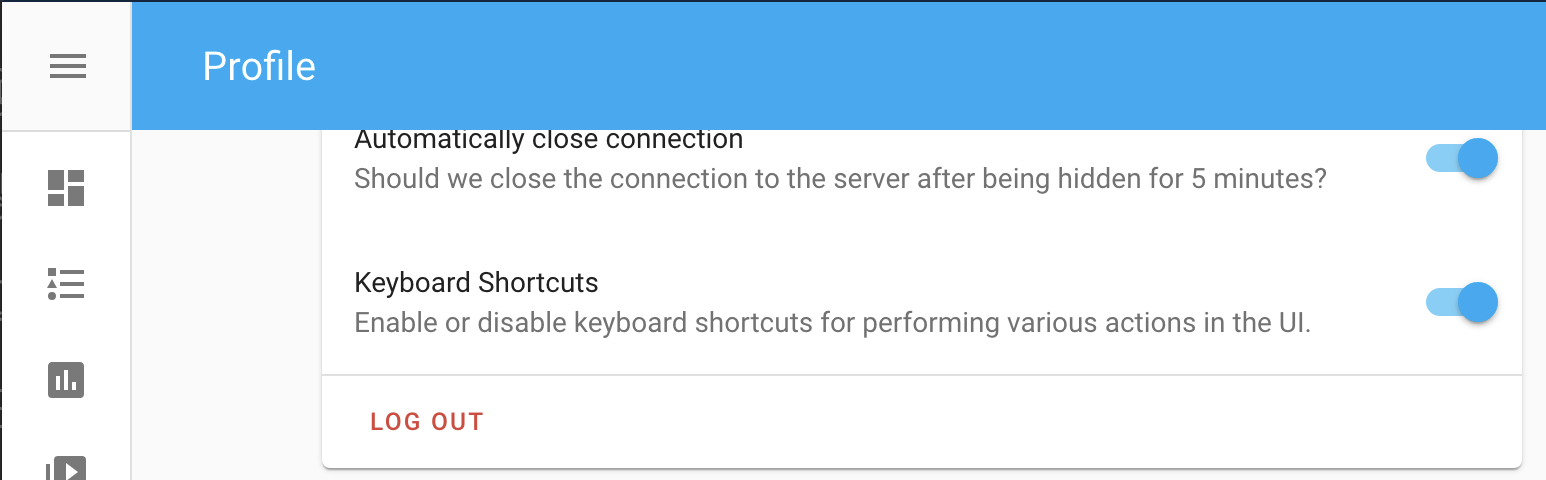 Profile
Automatically close connection
Should we close the connection to the server after being hidden for 5 minutes?
Keyboard Shortcuts
Enable or disable keyboard shortcuts for performing various actions in the UI.
LOG OUT